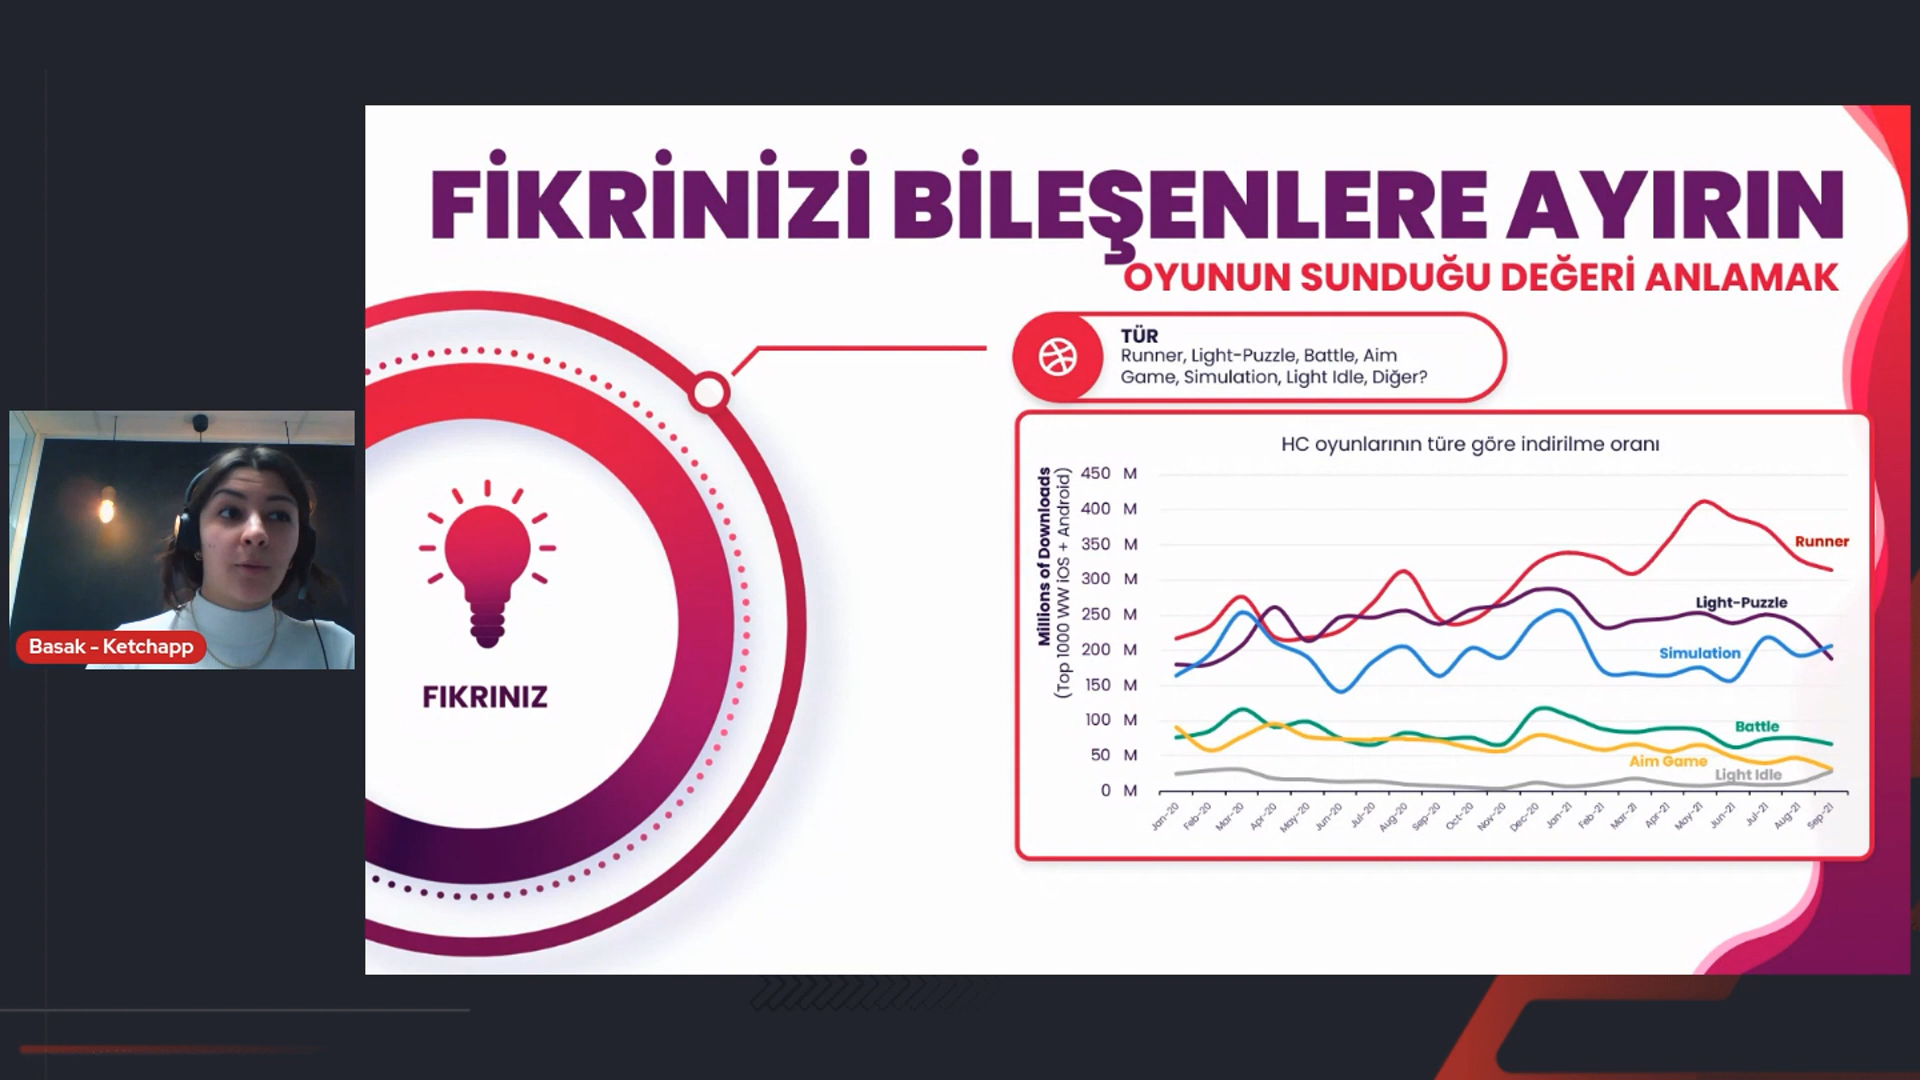 FİKRİNİZİ BİLEŞENLERE AYIRIN
OYUNUN SUNDUĞU DEĞERİ ANLAMAK
TÜR
Runner, Light-Puzzle, Battle, Aim
Game, Simulation, Light Idle, Diğer?
FIKRINIZ
Basak - Ketchapp
HC oyunlarının türe göre indirilme oranı
Millions of Downloads
(Top 1000 WW iOS + Android)
450 M
400 M
350 M
300 M
250 M
200 M
150 M
100 M
50 M
0 M
Runner
Light-Puzzle
Simulation
Battle
Aim Game
Light Idle
Jan-20
Feb-20
Mar-20
Apr-20
May-20
Jun-20
Jul-20
Aug-20
Sep-20
Oct-20
Nov-20
Dec-20
Jan-21
Feb-21
Mar-21
Apr-21
May-21
Jun-21
Jul-21
Aug-21
Sep-21